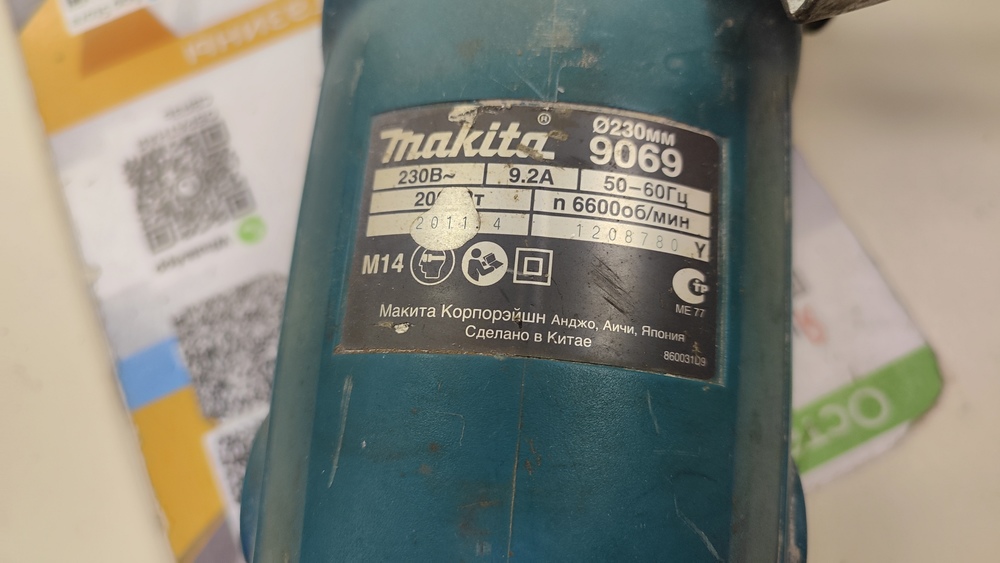 makita®
Ø230мм
9069
230В~ 9.2А 50–60Гц
n 6600об/мин
1208780 Y
M14
ME 77
Макита Корпорэйшн Анджо, Аичи, Япония
Сделано в Китае
860031D9